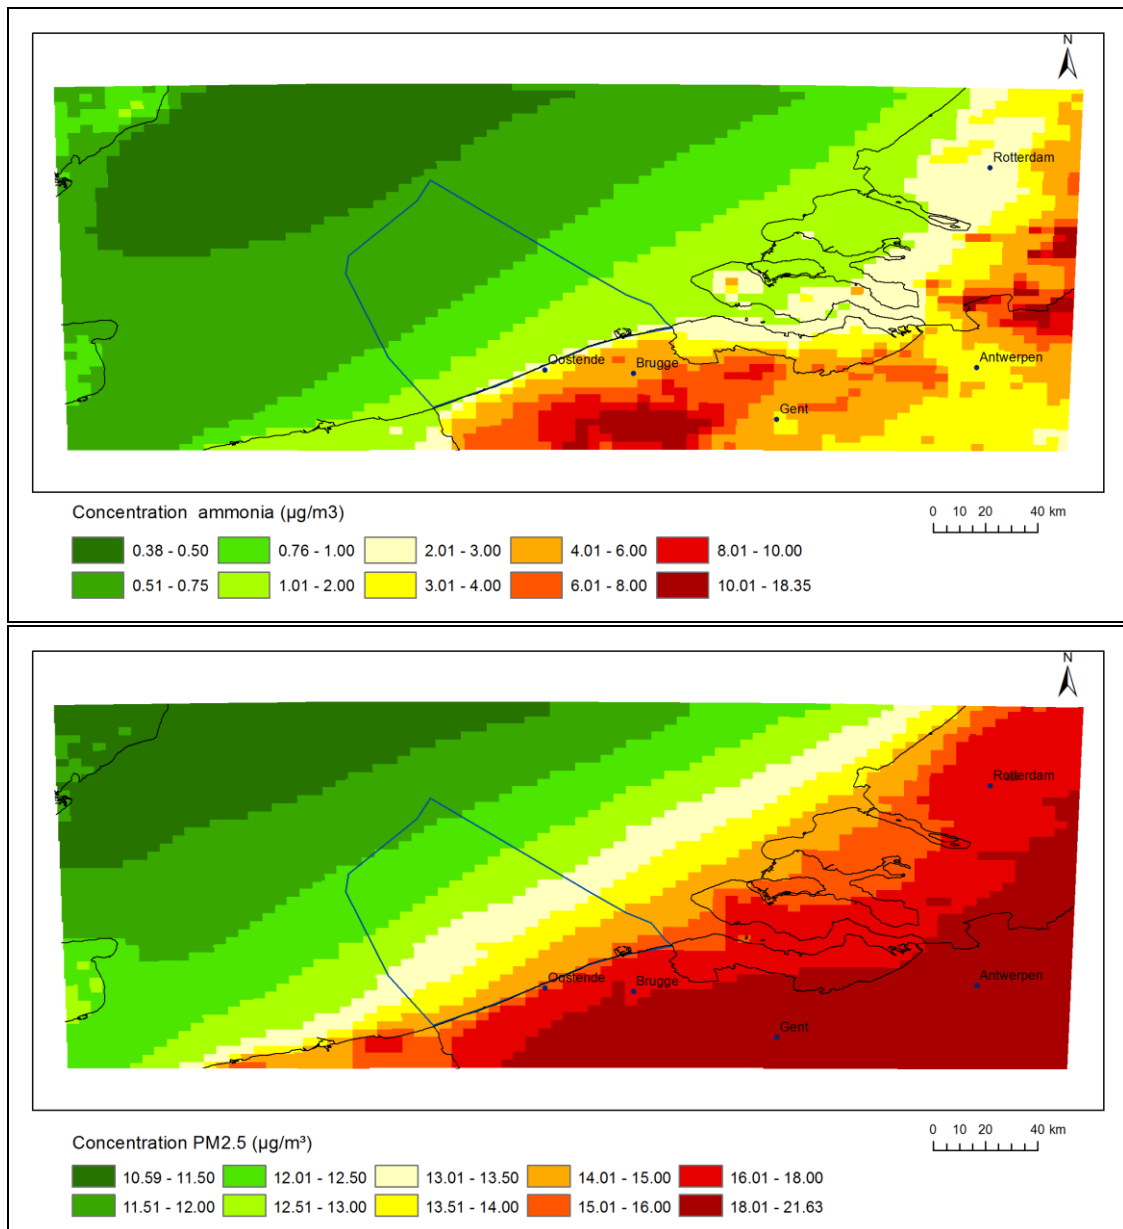 N
Rotterdam
Oostende
Brugge
Antwerpen
Gent
Concentration ammonia (µg/m3)
0 10 20 40 km
0.38 - 0.50 0.76 - 1.00 2.01 - 3.00 4.01 - 6.00 8.01 - 10.00
0.51 - 0.75 1.01 - 2.00 3.01 - 4.00 6.01 - 8.00 10.01 - 18.35
N
Rotterdam
Oostende
Brugge
Antwerpen
Gent
Concentration PM2.5 (µg/m³)
0 10 20 40 km
10.59 - 11.50 12.01 - 12.50 13.01 - 13.50 14.01 - 15.00 16.01 - 18.00
11.51 - 12.00 12.51 - 13.00 13.51 - 14.00 15.01 - 16.00 18.01 - 21.63